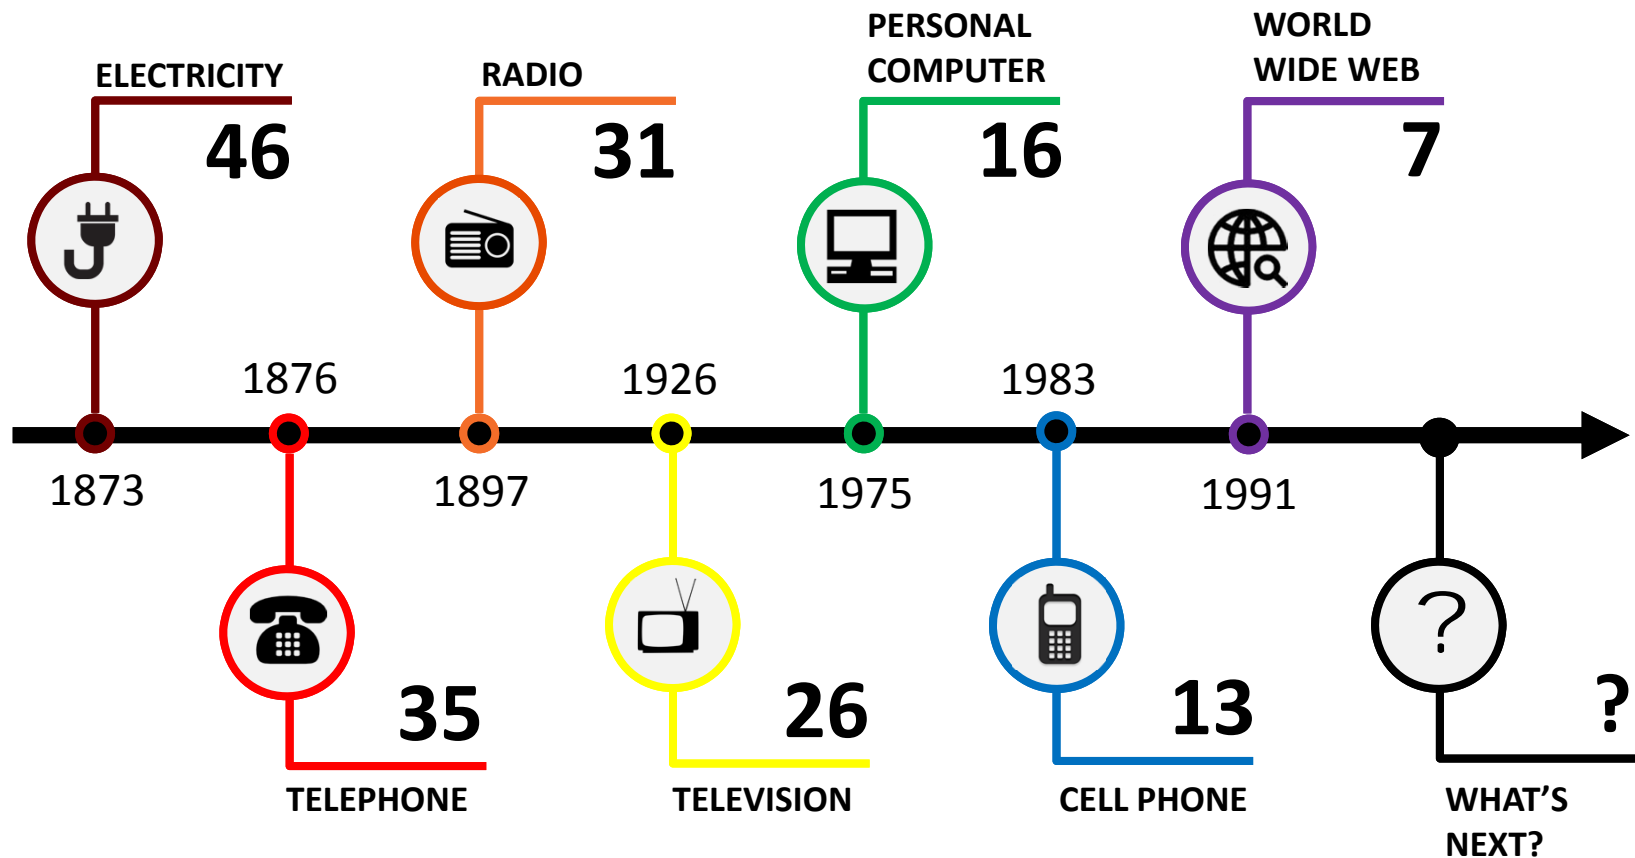 ELECTRICITY
46
RADIO
31
PERSONAL
COMPUTER
16
WORLD
WIDE WEB
7
1876
1926
1983
1873
1897
1975
1991
35
TELEPHONE
26
TELEVISION
13
CELL PHONE
?
?
WHAT’S
NEXT?